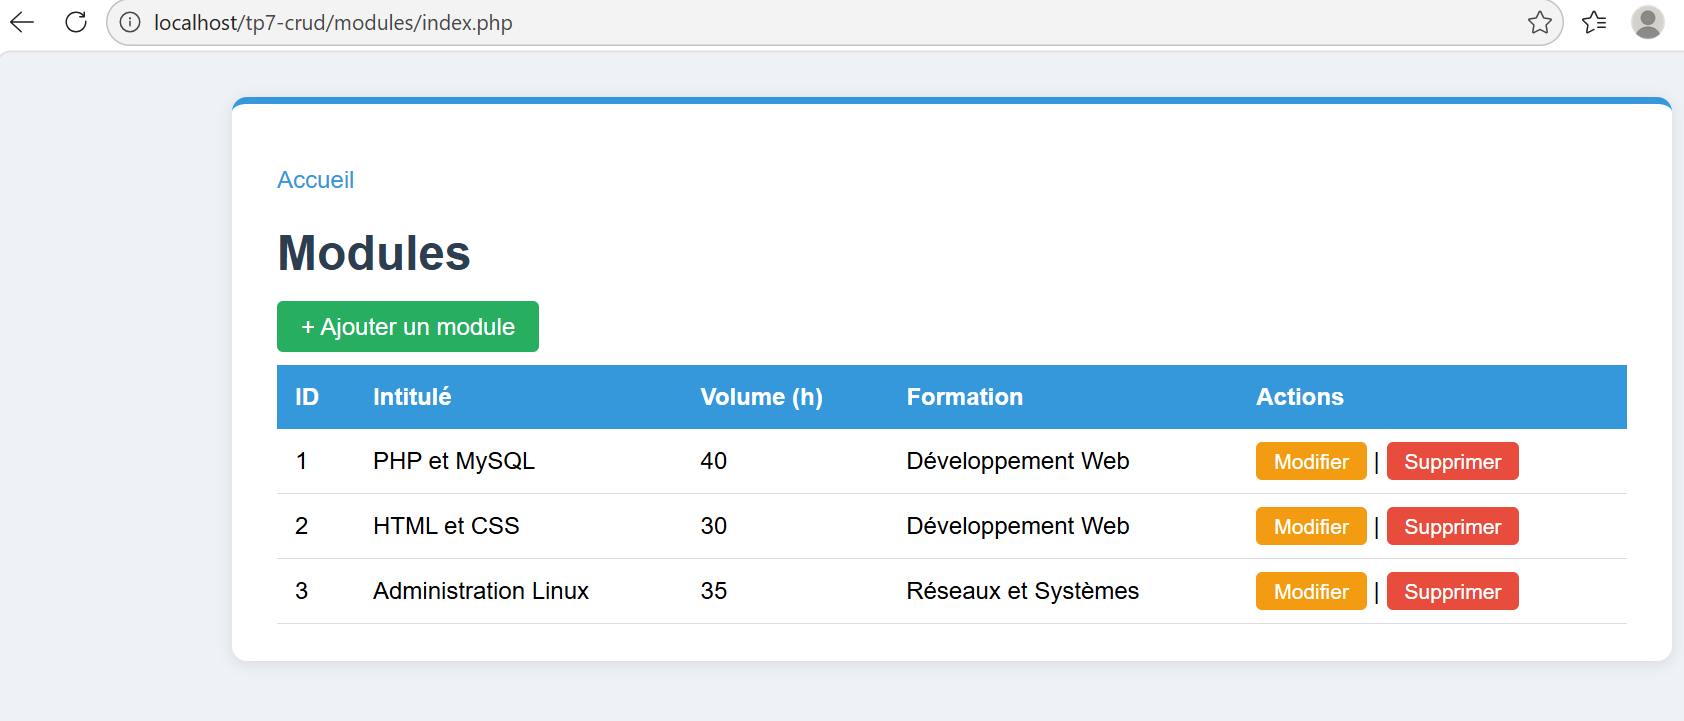 localhost/tp7-crud/modules/index.php
Accueil
Modules
+ Ajouter un module
ID Intitulé Volume (h) Formation Actions
1 PHP et MySQL 40 Développement Web Modifier | Supprimer
2 HTML et CSS 30 Développement Web Modifier | Supprimer
3 Administration Linux 35 Réseaux et Systèmes Modifier | Supprimer